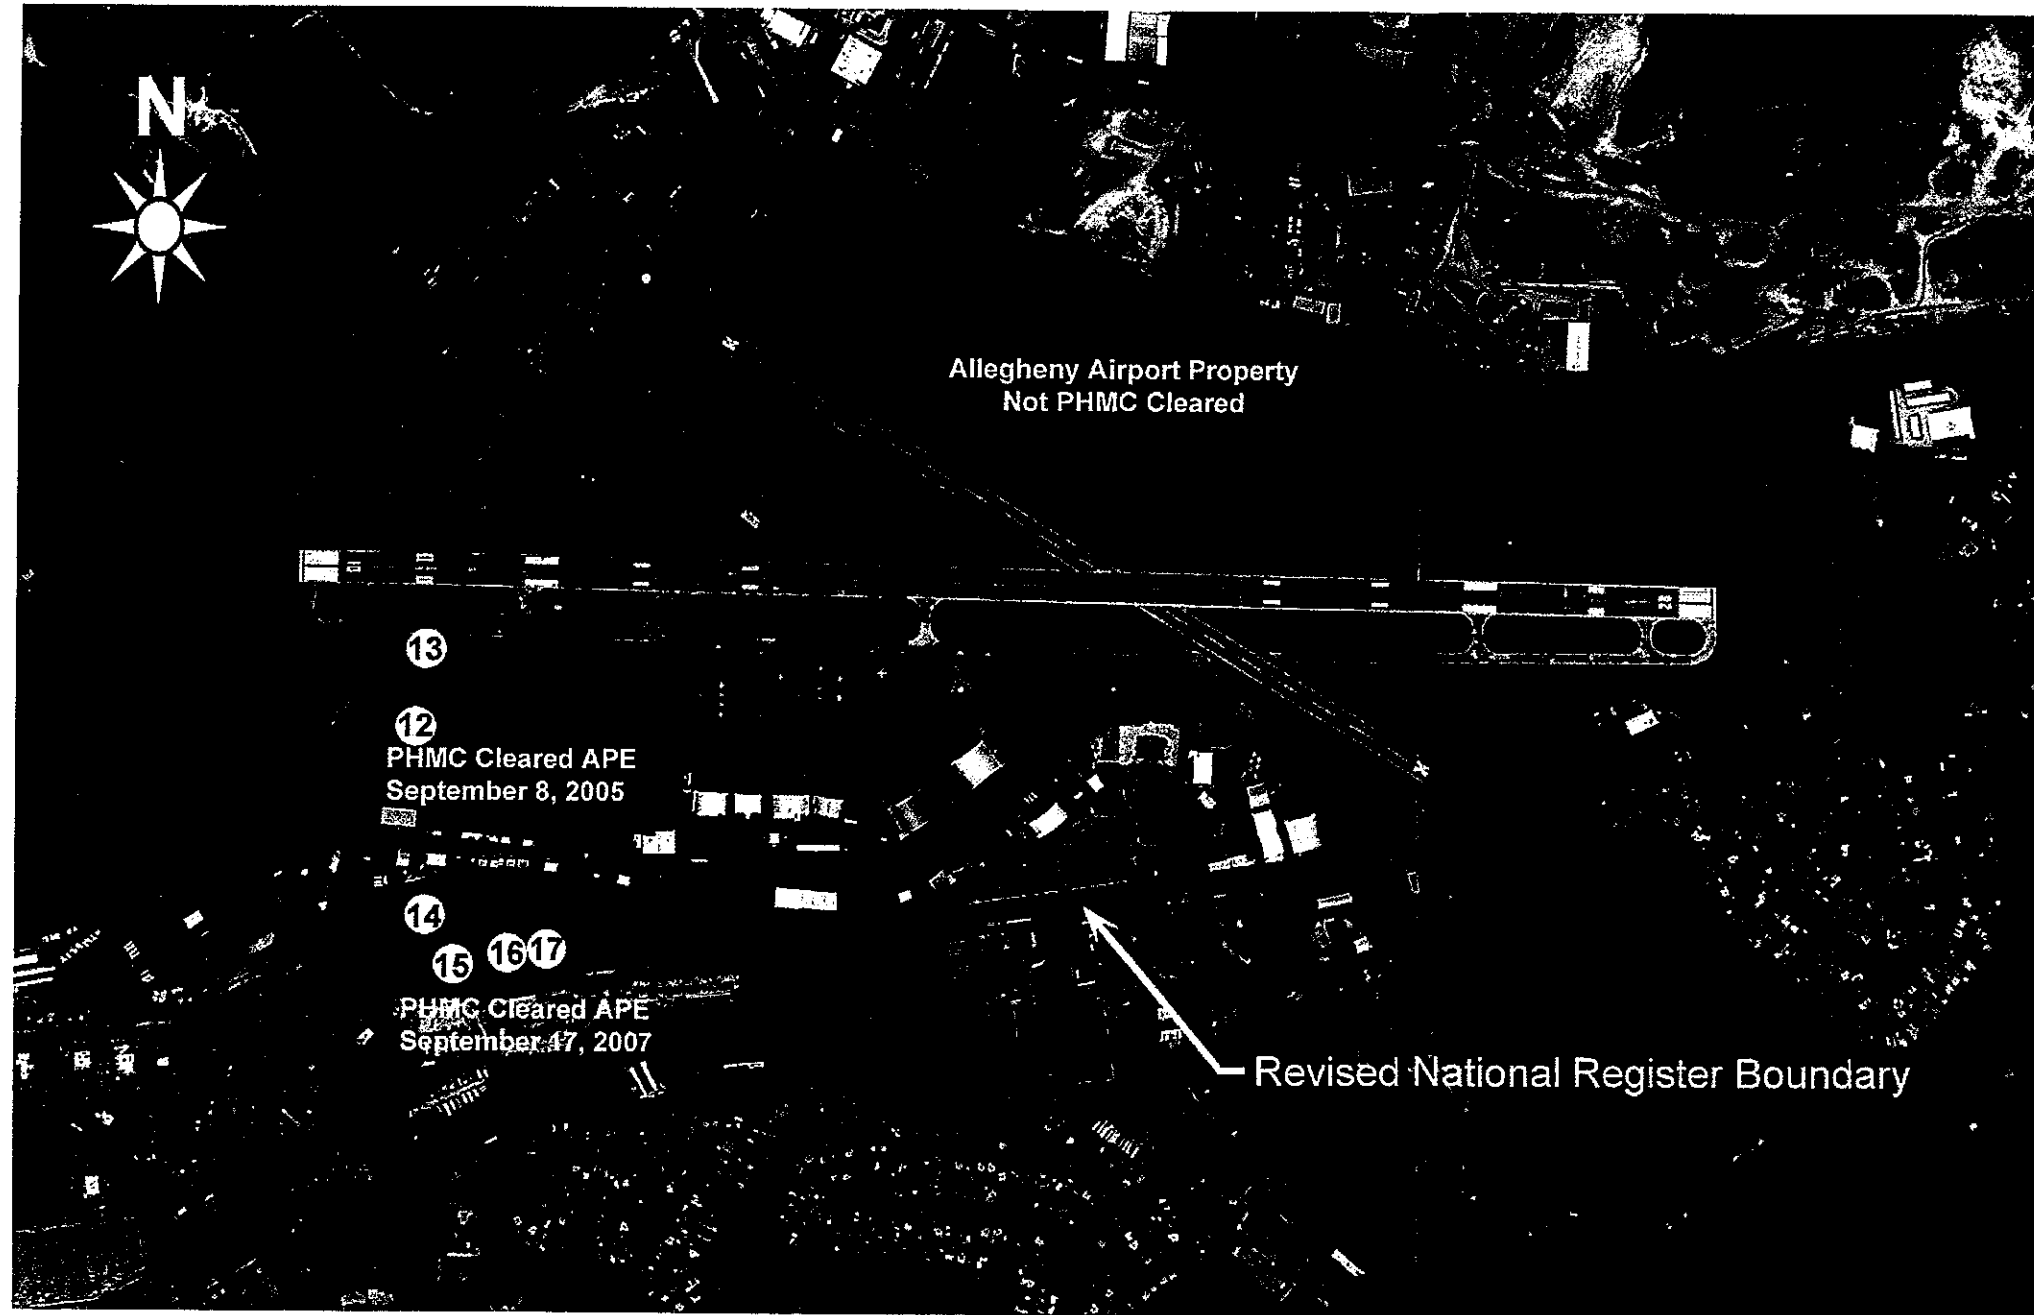 N
Allegheny Airport Property
Not PHMC Cleared
13
12
PHMC Cleared APE
September 8, 2005
14
15
16
17
PHMC Cleared APE
September 17, 2007
Revised National Register Boundary